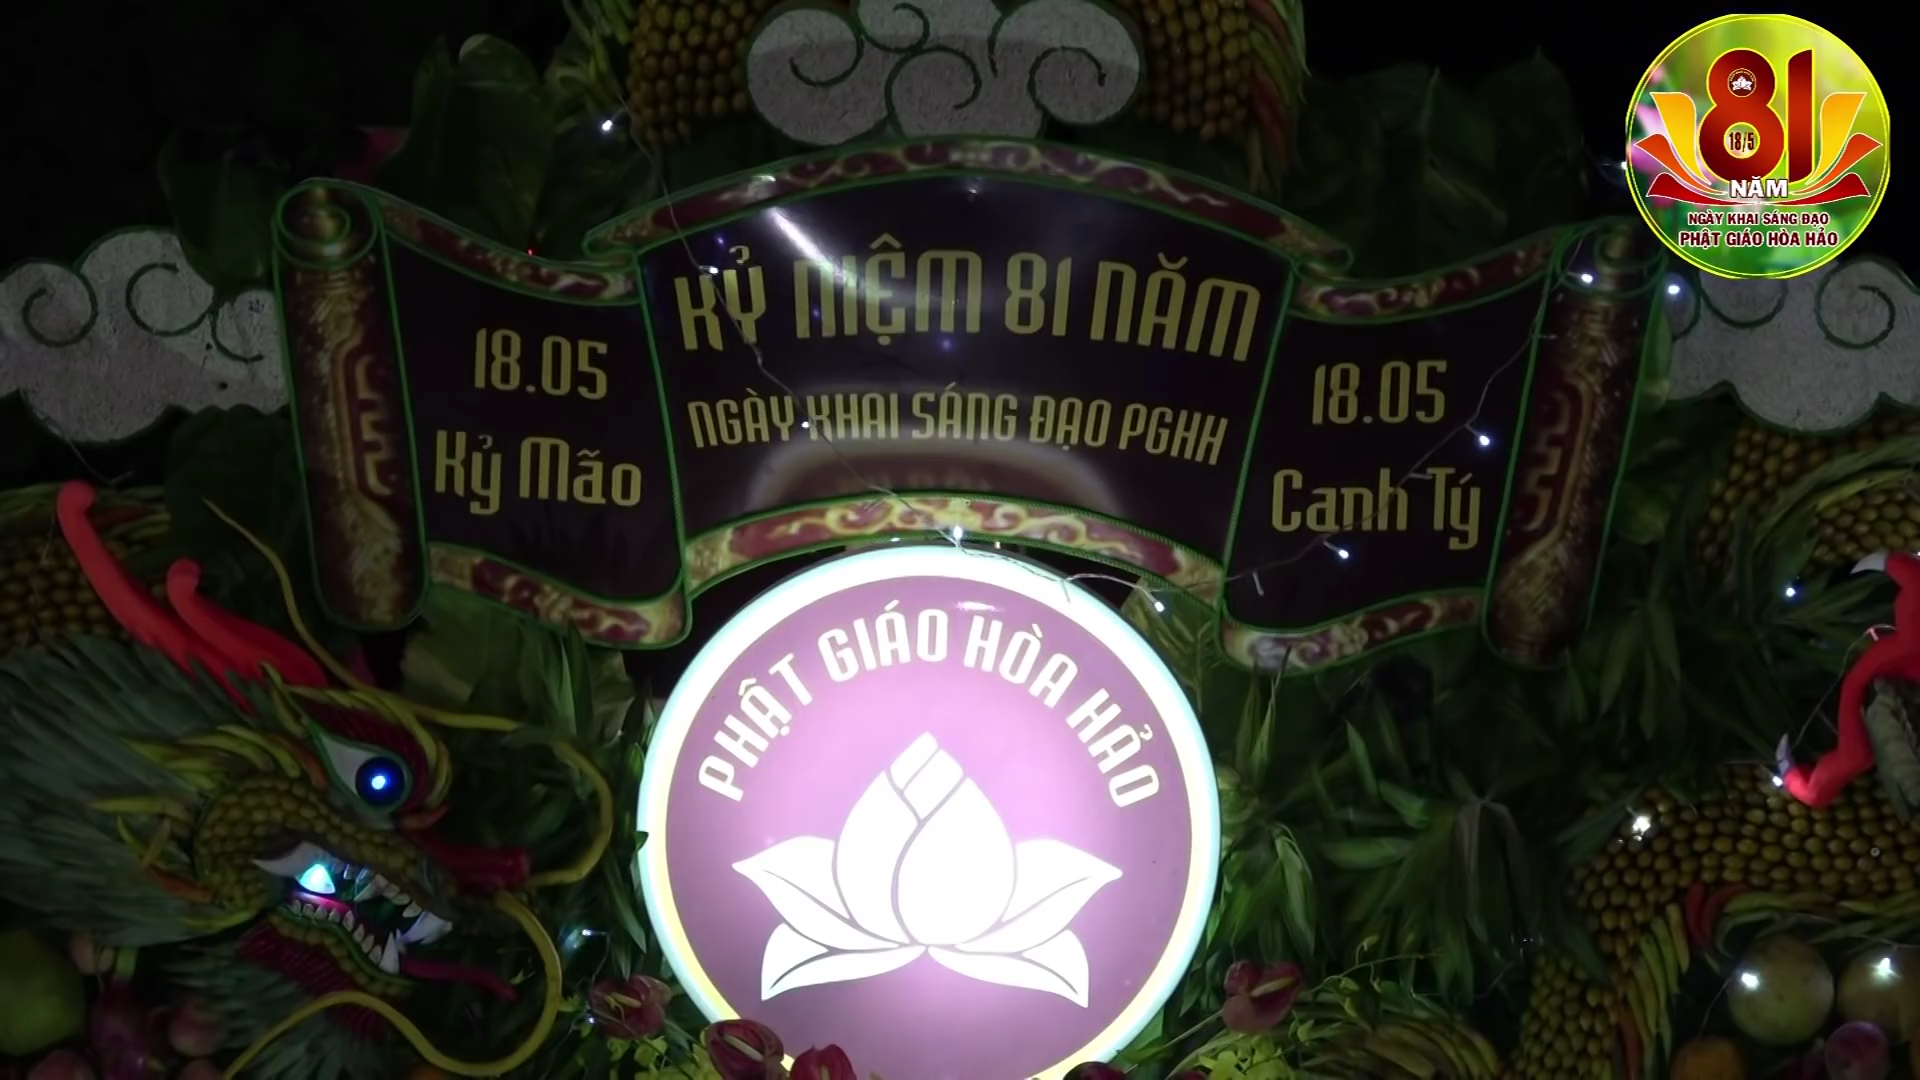 KỶ NIỆM 81 NĂM
NGÀY KHAI SÁNG ĐẠO PGHH
18.05
Kỷ Mão
18.05
Canh Tý
PHẬT GIÁO HÒA HẢO
81
18/5
NĂM
NGÀY KHAI SÁNG ĐẠO
PHẬT GIÁO HÒA HẢO